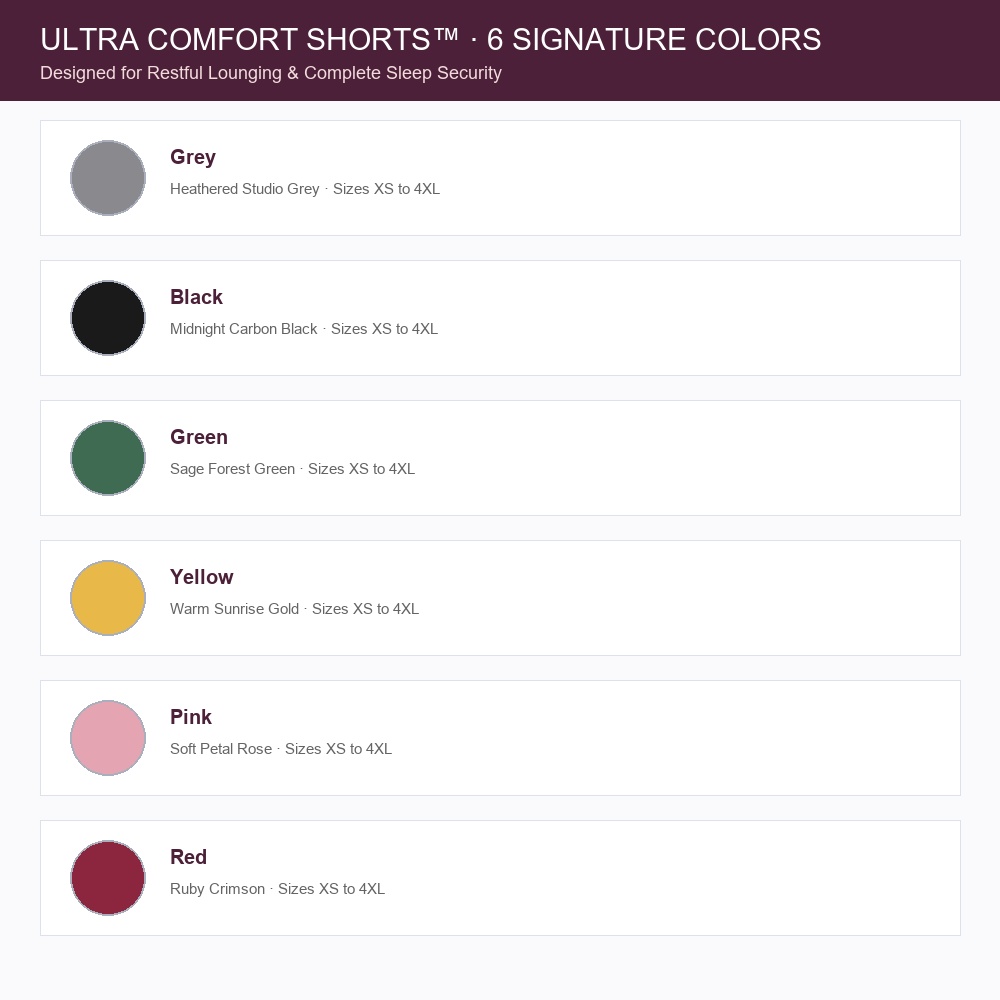 ULTRA COMFORT SHORTS™ · 6 SIGNATURE COLORS
Designed for Restful Lounging & Complete Sleep Security
Grey
Heathered Studio Grey · Sizes XS to 4XL
Black
Midnight Carbon Black · Sizes XS to 4XL
Green
Sage Forest Green · Sizes XS to 4XL
Yellow
Warm Sunrise Gold · Sizes XS to 4XL
Pink
Soft Petal Rose · Sizes XS to 4XL
Red
Ruby Crimson · Sizes XS to 4XL